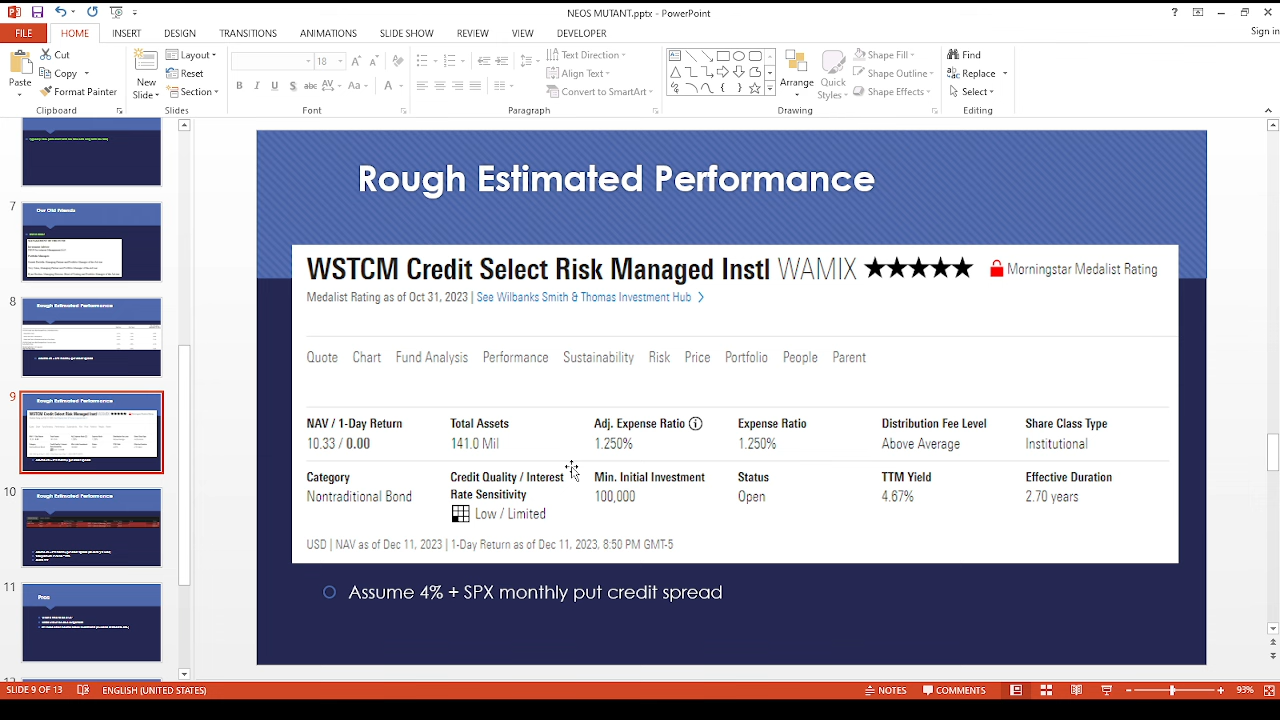 NEOS MUTANT.pptx - PowerPoint
FILE HOME INSERT DESIGN TRANSITIONS ANIMATIONS SLIDE SHOW REVIEW VIEW DEVELOPER Sign in
Paste
Cut
Copy
Format Painter
Clipboard
New
Slide
Layout
Reset
Section
Slides
18
B I U S abc AV Aa A
Font
Text Direction
Align Text
Convert to SmartArt
Paragraph
Arrange
Quick
Styles
Shape Fill
Shape Outline
Shape Effects
Drawing
Find
Replace
Select
Editing
7
Our Old Friends
8
Rough Estimated Performance
9
Rough Estimated Performance
WSTCM Credit Select Risk Managed Instl
10
Rough Estimated Performance
11
Pros
Rough Estimated Performance
WSTCM Credit Select Risk Managed Instl WAMIX ★★★★★ Morningstar Medalist Rating
Medalist Rating as of Oct 31, 2023 | See Wilbanks Smith & Thomas Investment Hub >
Quote Chart Fund Analysis Performance Sustainability Risk Price Portfolio People Parent
NAV / 1-Day Return Total Assets Adj. Expense Ratio Expense Ratio Distribution Fee Level Share Class Type
10.33 / 0.00 141.0 Mil 1.250% 1.250% Above Average Institutional
Category Credit Quality / Interest Min. Initial Investment Status TTM Yield Effective Duration
Nontraditional Bond Rate Sensitivity 100,000 Open 4.67% 2.70 years
Low / Limited
USD | NAV as of Dec 11, 2023 | 1-Day Return as of Dec 11, 2023, 8:50 PM GMT-5
Assume 4% + SPX monthly put credit spread
SLIDE 9 OF 13 ENGLISH (UNITED STATES) NOTES COMMENTS 93%